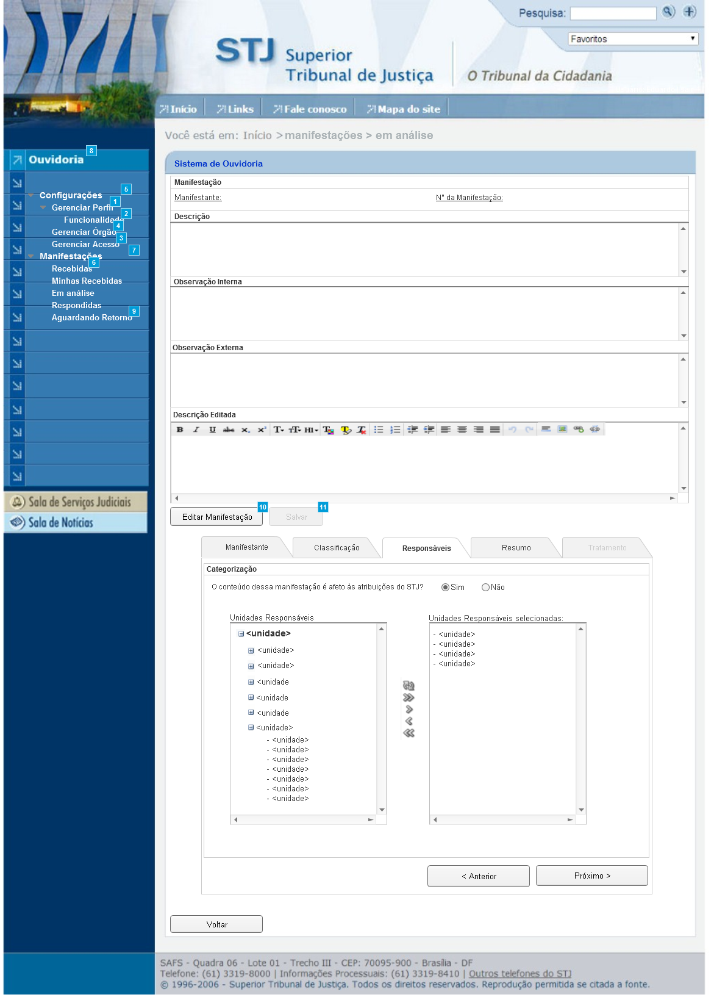 Pesquisa:
Favoritos
STJ Superior
Tribunal de Justiça
O Tribunal da Cidadania
Início
Links
Fale conosco
Mapa do site
Você está em: Início > manifestações > em análise
8
Ouvidoria
5
Configurações
1
Gerenciar Perfil
2
Funcionalidade
4
Gerenciar Órgão
3
Gerenciar Acesso
7
Manifestações
6
Recebidas
Minhas Recebidas
Em análise
Respondidas
9
Aguardando Retorno
Sala de Serviços Judiciais
Sala de Notícias
Sistema de Ouvidoria
Manifestação
Manifestante:
N° da Manifestação:
Descrição
Observação Interna
Observação Externa
Descrição Editada
10
Editar Manifestação
11
Salvar
Manifestante
Classificação
Responsáveis
Resumo
Tratamento
Categorização
O conteúdo dessa manifestação é afeto às atribuições do STJ?
Sim
Não
Unidades Responsáveis
<unidade>
<unidade>
<unidade>
<unidade
<unidade
<unidade
<unidade>
- <unidade>
- <unidade>
- <unidade>
- <unidade>
- <unidade>
- <unidade>
- <unidade>
Unidades Responsáveis selecionadas:
- <unidade>
- <unidade>
- <unidade>
- <unidade>
< Anterior
Próximo >
Voltar
SAFS - Quadra 06 - Lote 01 - Trecho III - CEP: 70095-900 - Brasília - DF
Telefone: (61) 3319-8000 | Informações Processuais: (61) 3319-8410 | Outros telefones do STJ
© 1996-2006 - Superior Tribunal de Justiça. Todos os direitos reservados. Reprodução permitida se citada a fonte.